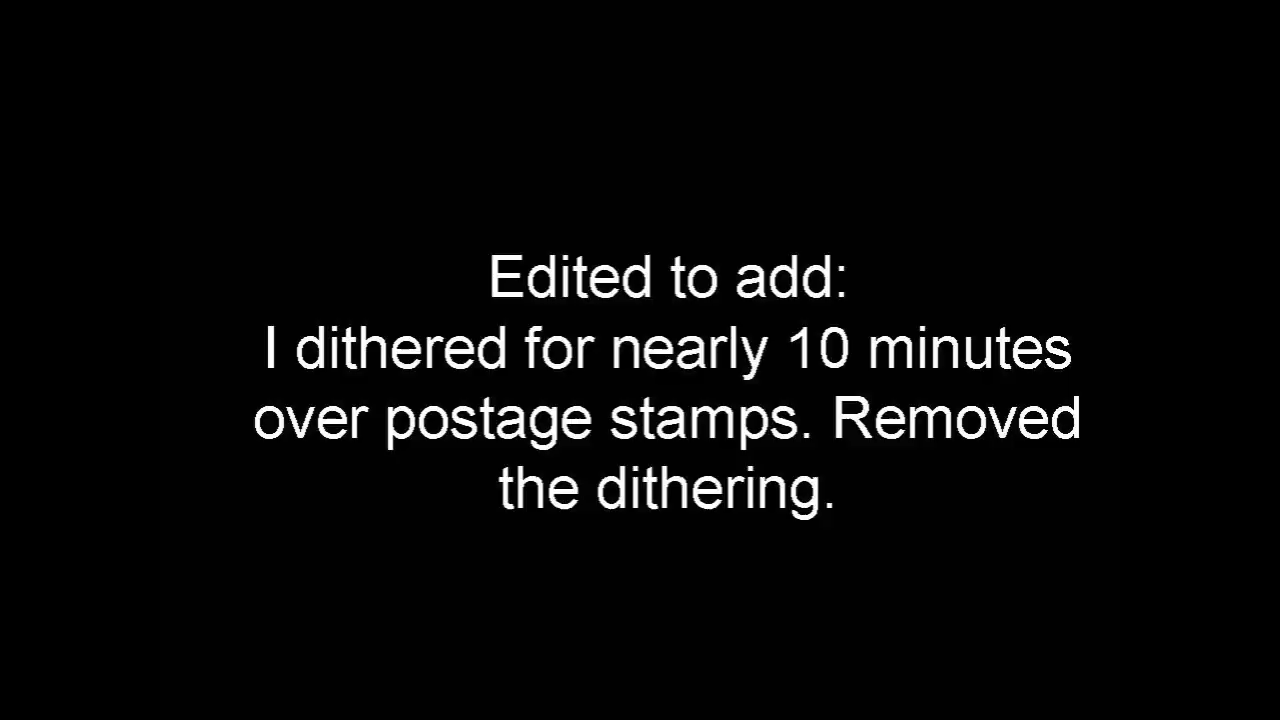 Edited to add:
I dithered for nearly 10 minutes
over postage stamps. Removed
the dithering.